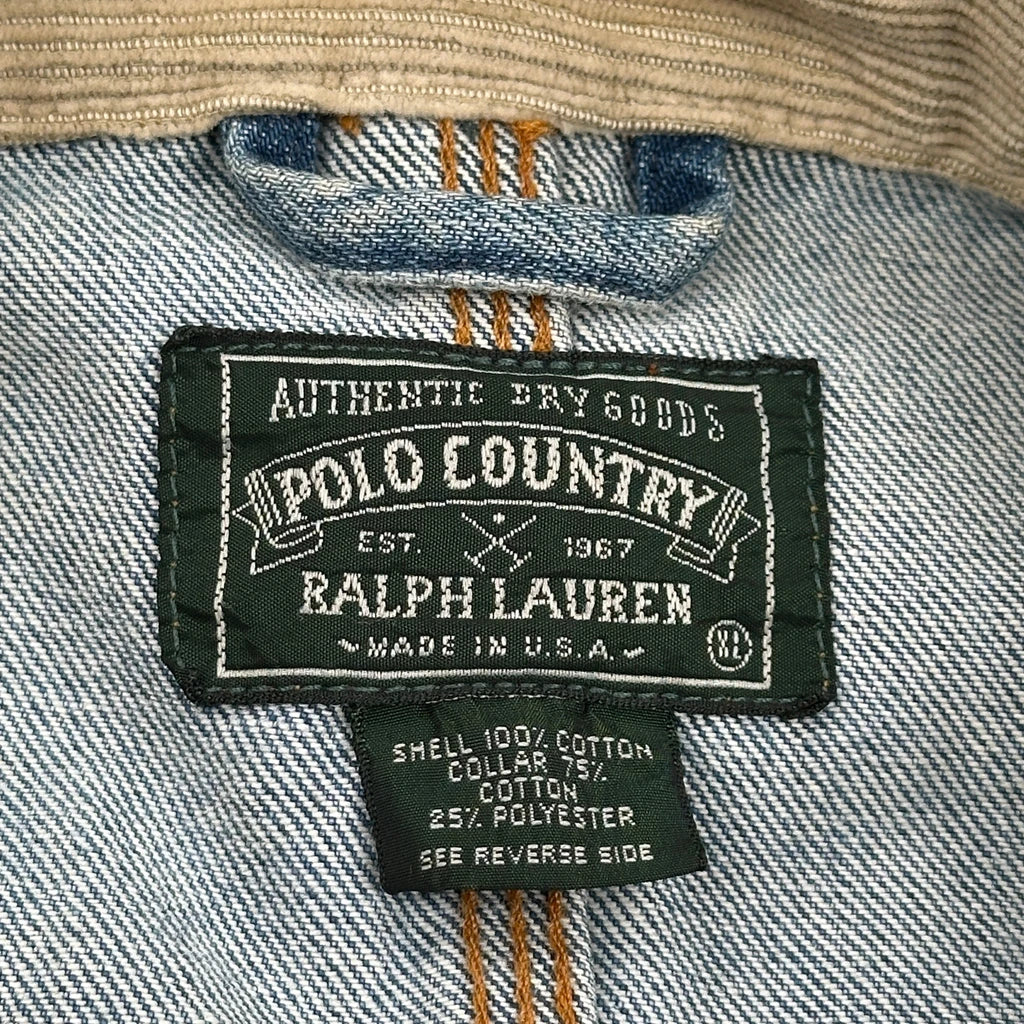 AUTHENTIC DRY GOODS
POLO COUNTRY
EST. 1967
RALPH LAUREN
MADE IN U.S.A.
XL
SHELL 100% COTTON
COLLAR 75%
COTTON
25% POLYESTER
SEE REVERSE SIDE